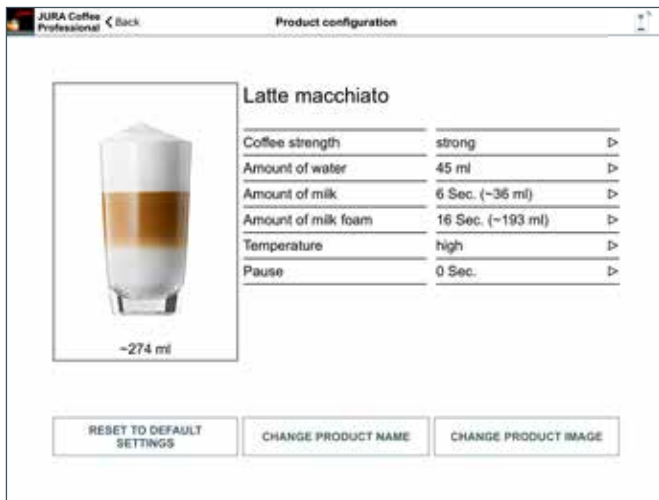 JURA Coffee
Professional
Back
Product configuration
Latte macchiato
Coffee strength strong
Amount of water 45 ml
Amount of milk 6 Sec. (~36 ml)
Amount of milk foam 16 Sec. (~193 ml)
Temperature high
Pause 0 Sec.
~274 ml
RESET TO DEFAULT
SETTINGS
CHANGE PRODUCT NAME
CHANGE PRODUCT IMAGE